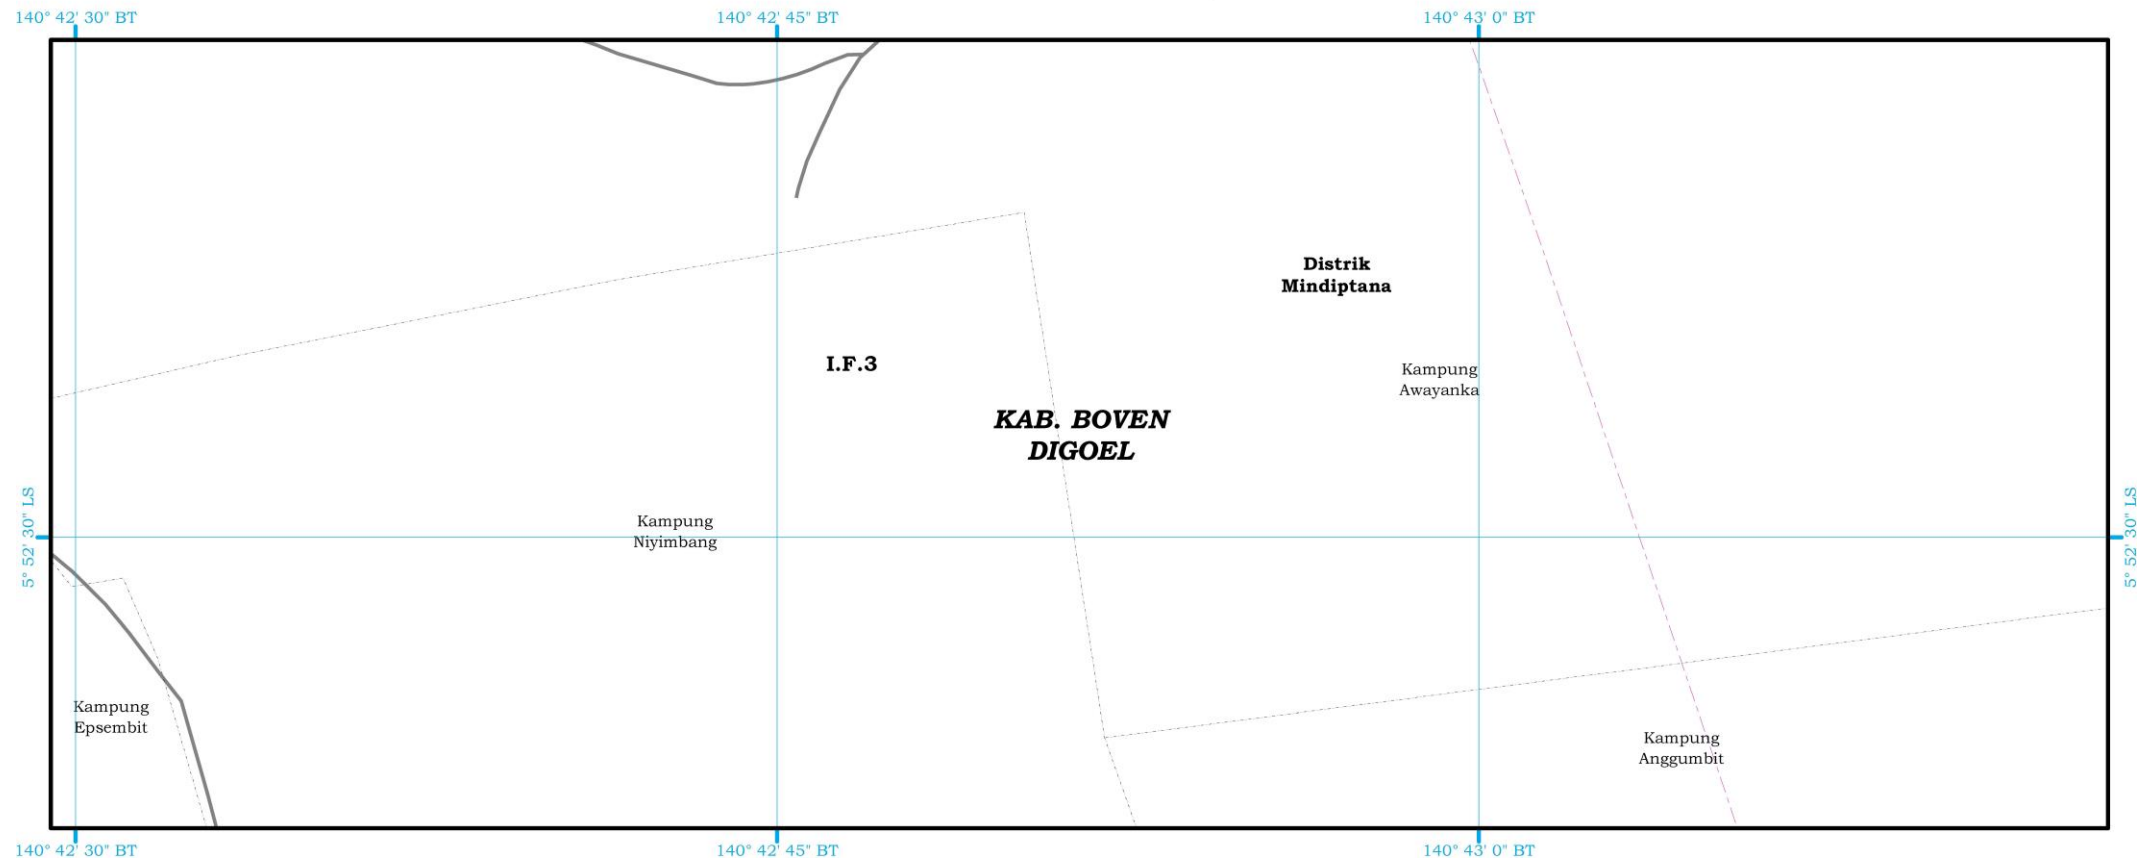 140° 42' 30" BT
140° 42' 45" BT
140° 43' 0" BT
Distrik
Mindiptana
I.F.3
Kampung
Awayanka
KAB. BOVEN
DIGOEL
5° 52' 30" LS
5° 52' 30" LS
Kampung
Niyimbang
Kampung
Epsembit
Kampung
Anggumbit
140° 42' 30" BT
140° 42' 45" BT
140° 43' 0" BT